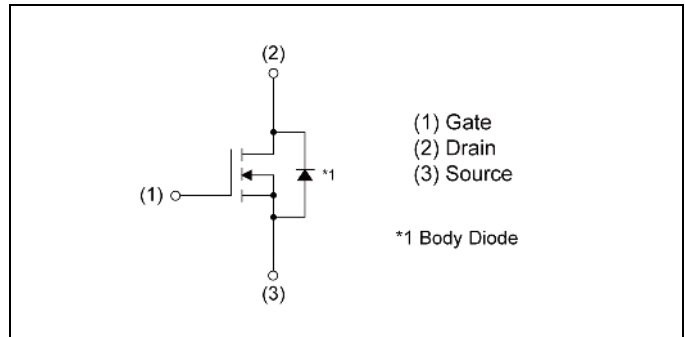 (2)
(1) Gate
(2) Drain
(3) Source
*1
(1)
*1 Body Diode
(3)